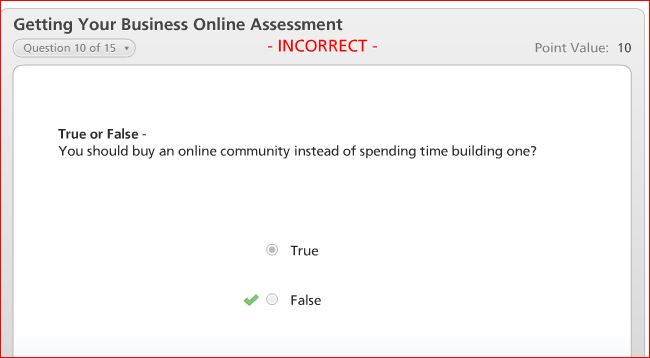 Getting Your Business Online Assessment
Question 10 of 15
- INCORRECT -
Point Value: 10
True or False -
You should buy an online community instead of spending time building one?
True
False